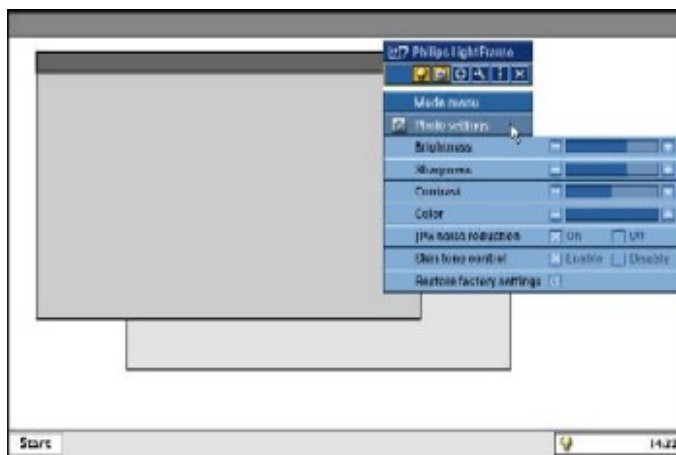 Philips LightFrame
Mode menu
Photo settings
Brightness
Sharpness
Contrast
Color
JPG noise reduction On Off
Skin tone control Enable Disable
Restore factory settings
Start 14:22